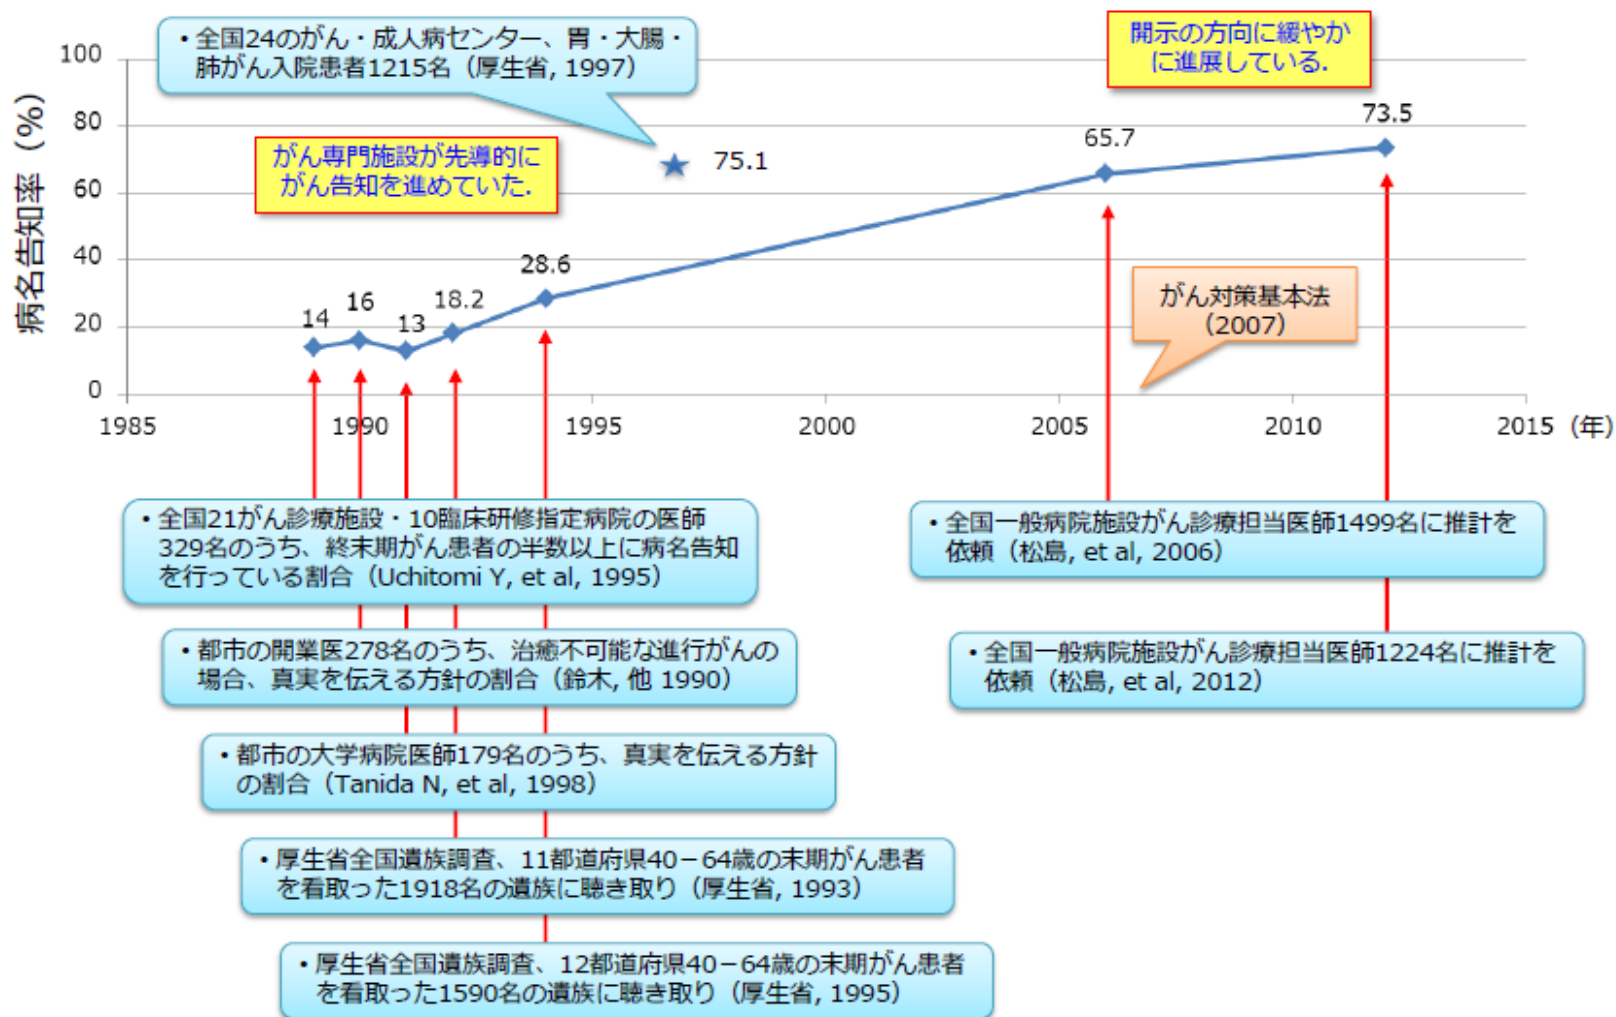 ・全国24のがん・成人病センター、胃・大腸・
肺がん入院患者1215名（厚生省, 1997）
開示の方向に緩やか
に進展している.
がん専門施設が先導的に
がん告知を進めていた.
病名告知率（%）
100
80
60
40
20
0
14
16
13
18.2
28.6
75.1
65.7
73.5
がん対策基本法
（2007）
1985
1990
1995
2000
2005
2010
2015
（年）
・全国21がん診療施設・10臨床研修指定病院の医師
329名のうち、終末期がん患者の半数以上に病名告知
を行っている割合（Uchitomi Y, et al, 1995）
・都市の開業医278名のうち、治癒不可能な進行がんの
場合、真実を伝える方針の割合（鈴木, 他 1990）
・都市の大学病院医師179名のうち、真実を伝える方針
の割合（Tanida N, et al, 1998）
・厚生省全国遺族調査、11都道府県40－64歳の末期がん患者
を看取った1918名の遺族に聴き取り（厚生省, 1993）
・厚生省全国遺族調査、12都道府県40－64歳の末期がん患者
を看取った1590名の遺族に聴き取り（厚生省, 1995）
・全国一般病院施設がん診療担当医師1499名に推計を
依頼（松島, et al, 2006）
・全国一般病院施設がん診療担当医師1224名に推計を
依頼（松島, et al, 2012）